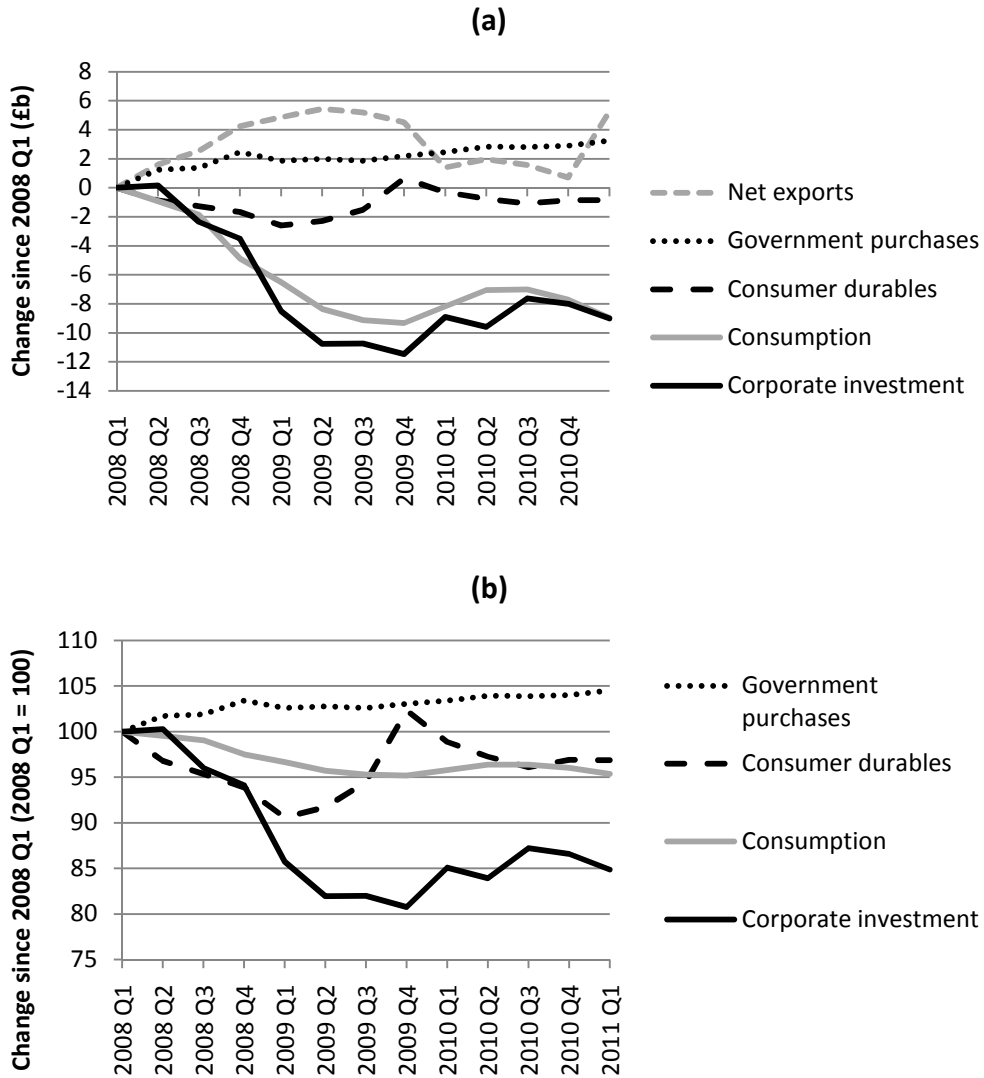 (a)
Change since 2008 Q1 (£b)
8
6
4
2
0
-2
-4
-6
-8
-10
-12
-14
2008 Q1
2008 Q2
2008 Q3
2008 Q4
2009 Q1
2009 Q2
2009 Q3
2009 Q4
2010 Q1
2010 Q2
2010 Q3
2010 Q4
Net exports
Government purchases
Consumer durables
Consumption
Corporate investment
(b)
Change since 2008 Q1 (2008 Q1 = 100)
110
105
100
95
90
85
80
75
2008 Q1
2008 Q2
2008 Q3
2008 Q4
2009 Q1
2009 Q2
2009 Q3
2009 Q4
2010 Q1
2010 Q2
2010 Q3
2010 Q4
2011 Q1
Government
purchases
Consumer durables
Consumption
Corporate investment